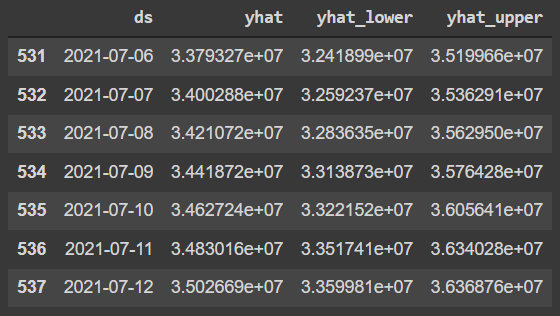 ds yhat yhat_lower yhat_upper
531 2021-07-06 3.379327e+07 3.241899e+07 3.519966e+07
532 2021-07-07 3.400288e+07 3.259237e+07 3.536291e+07
533 2021-07-08 3.421072e+07 3.283635e+07 3.562950e+07
534 2021-07-09 3.441872e+07 3.313873e+07 3.576428e+07
535 2021-07-10 3.462724e+07 3.322152e+07 3.605641e+07
536 2021-07-11 3.483016e+07 3.351741e+07 3.634028e+07
537 2021-07-12 3.502669e+07 3.359981e+07 3.636876e+07